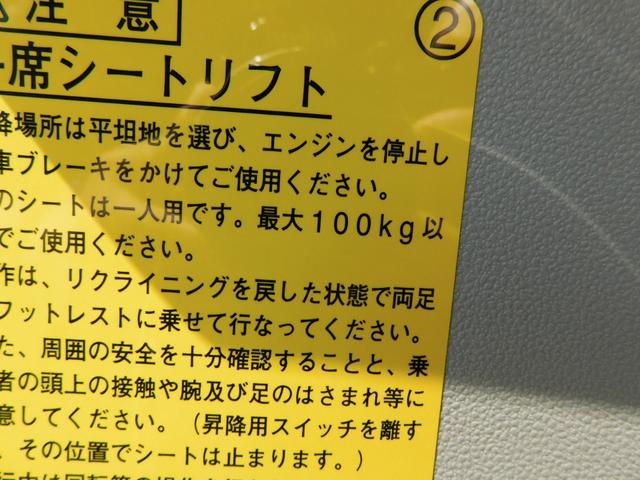 注意
②
席シートリフト
降場所は平坦地を選び、エンジンを停止し
車ブレーキをかけてご使用ください。
のシートは一人用です。最大100kg以
でご使用ください。
作は、リクライニングを戻した状態で両足
フットレストに乗せて行なってください。
た、周囲の安全を十分確認することと、乗
者の頭上の接触や腕及び足のはさまれ等に
意してください。（昇降用スイッチを離す
、その位置でシートは止まります。）